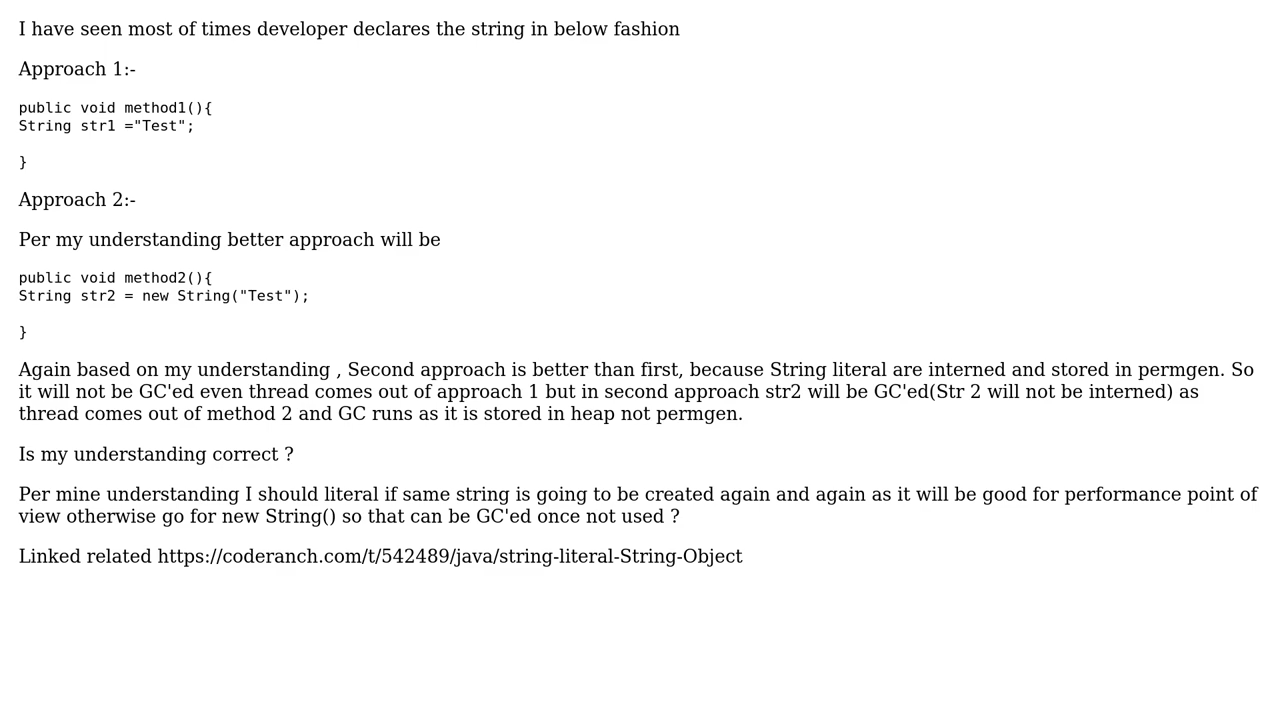 I have seen most of times developer declares the string in below fashion
Approach 1:-
public void method1(){
String str1 ="Test";
}
Approach 2:-
Per my understanding better approach will be
public void method2(){
String str2 = new String("Test");
}
Again based on my understanding , Second approach is better than first, because String literal are interned and stored in permgen. So
it will not be GC'ed even thread comes out of approach 1 but in second approach str2 will be GC'ed(Str 2 will not be interned) as
thread comes out of method 2 and GC runs as it is stored in heap not permgen.
Is my understanding correct ?
Per mine understanding I should literal if same string is going to be created again and again as it will be good for performance point of
view otherwise go for new String() so that can be GC'ed once not used ?
Linked related https://coderanch.com/t/542489/java/string-literal-String-Object